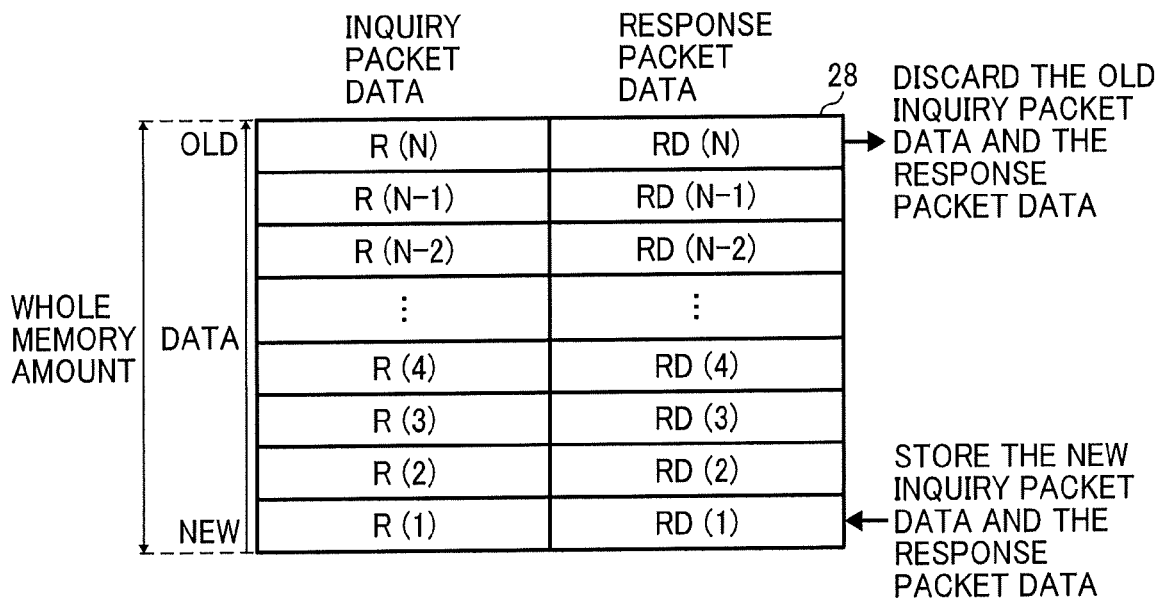 INQUIRY
PACKET
DATA
RESPONSE
PACKET
DATA
28
DISCARD THE OLD
INQUIRY PACKET
DATA AND THE
RESPONSE
PACKET DATA
OLD
R (N)
RD (N)
R (N-1)
RD (N-1)
R (N-2)
RD (N-2)
⋮
⋮
WHOLE
MEMORY
AMOUNT
DATA
R (4)
RD (4)
R (3)
RD (3)
R (2)
RD (2)
NEW
R (1)
RD (1)
STORE THE NEW
INQUIRY PACKET
DATA AND THE
RESPONSE
PACKET DATA